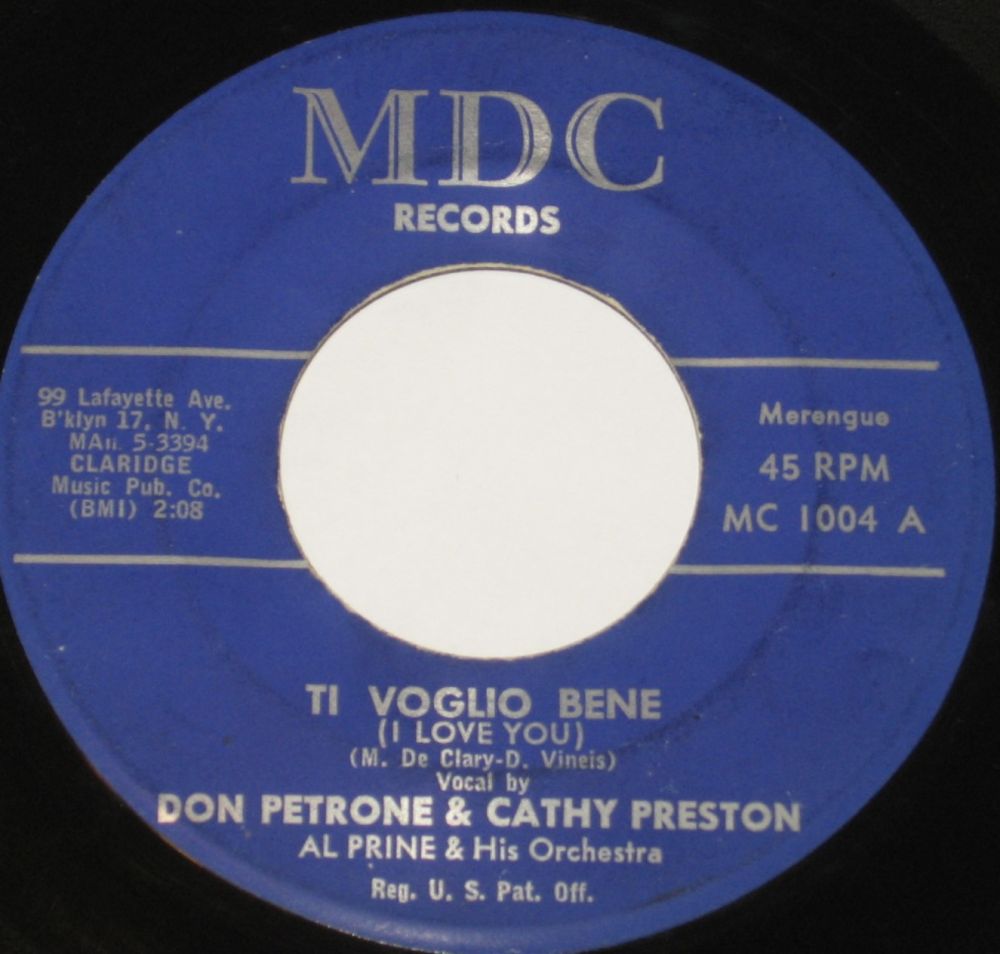 MDC
RECORDS
99 Lafayette Ave.
B'klyn 17, N. Y.
MAin 5-3394
CLARIDGE
Music Pub. Co.
(BMI) 2:08
Merengue
45 RPM
MC 1004 A
TI VOGLIO BENE
(I LOVE YOU)
(M. De Clary-D. Vineis)
Vocal by
DON PETRONE & CATHY PRESTON
AL PRINE & His Orchestra
Reg. U. S. Pat. Off.